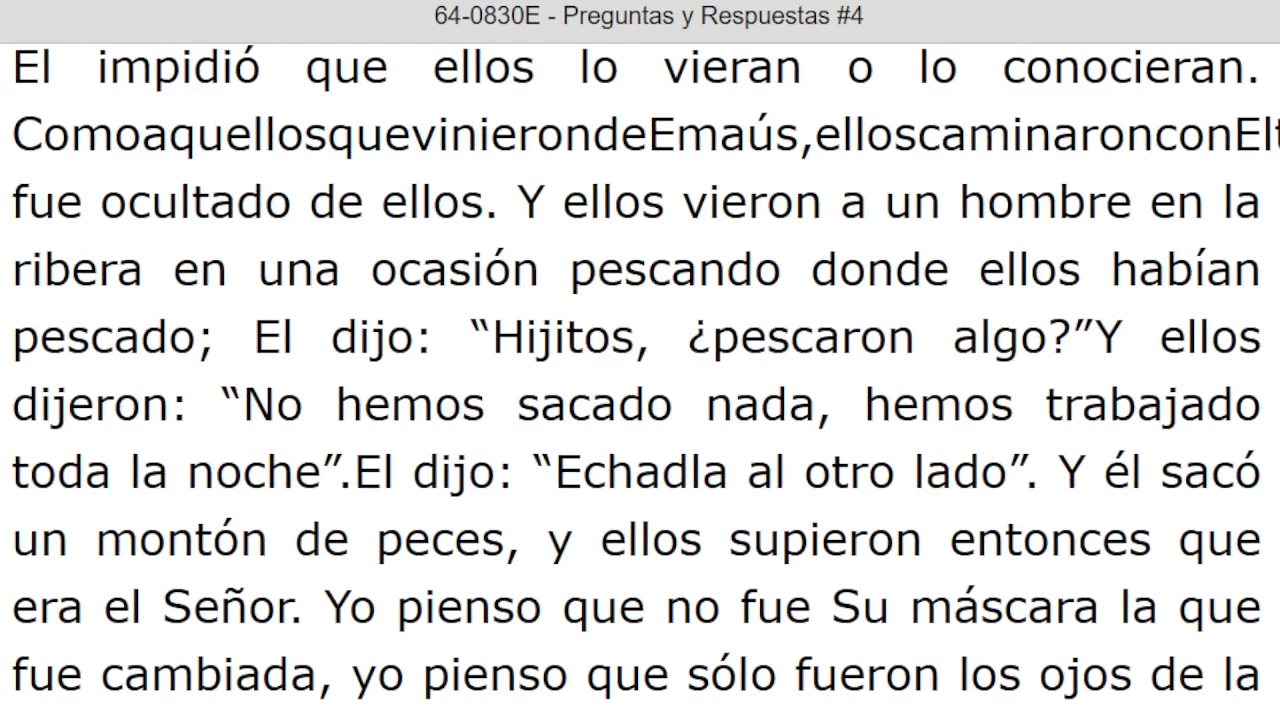 64-0830E - Preguntas y Respuestas #4
El impidió que ellos lo vieran o lo conocieran.
ComoaquellosquevinierondeEmaús,elloscaminaronconElt
fue ocultado de ellos. Y ellos vieron a un hombre en la
ribera en una ocasión pescando donde ellos habían
pescado; El dijo: “Hijitos, ¿pescaron algo?”Y ellos
dijeron: “No hemos sacado nada, hemos trabajado
toda la noche”.El dijo: “Echadla al otro lado”. Y él sacó
un montón de peces, y ellos supieron entonces que
era el Señor. Yo pienso que no fue Su máscara la que
fue cambiada, yo pienso que sólo fueron los ojos de la